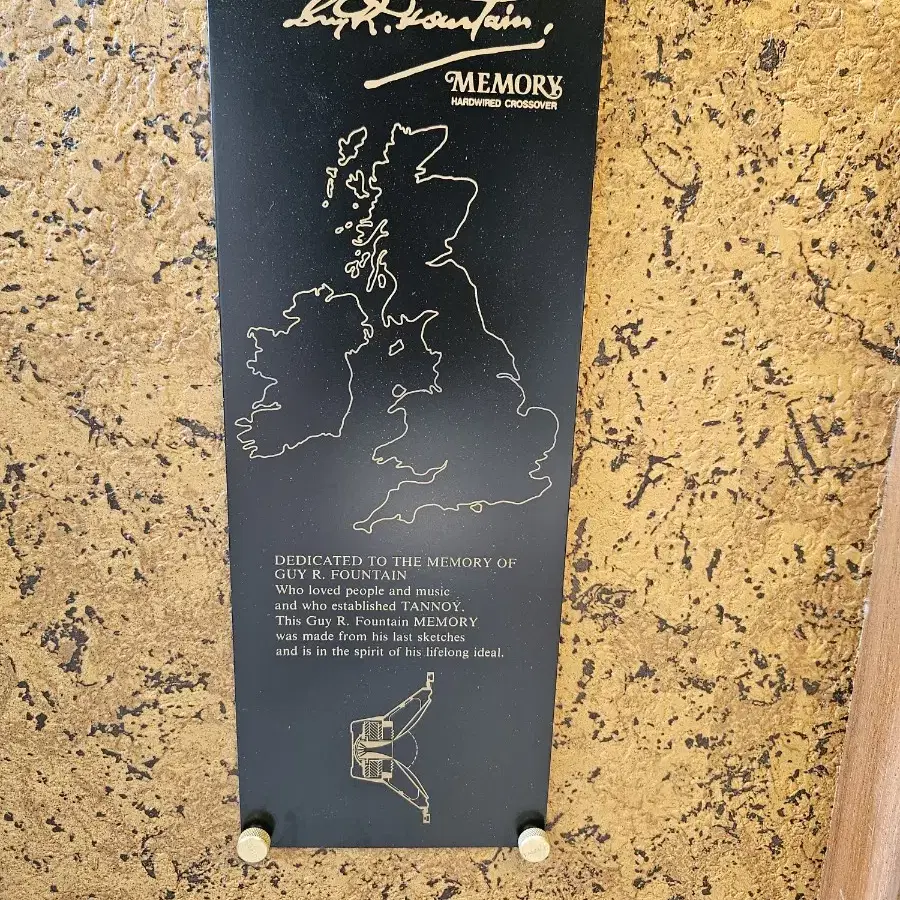 Guy R. Fountain.
MEMORY
HARDWIRED CROSSOVER
DEDICATED TO THE MEMORY OF
GUY R. FOUNTAIN
Who loved people and music
and who established TANNOY.
This Guy R. Fountain MEMORY
was made from his last sketches
and is in the spirit of his lifelong ideal.